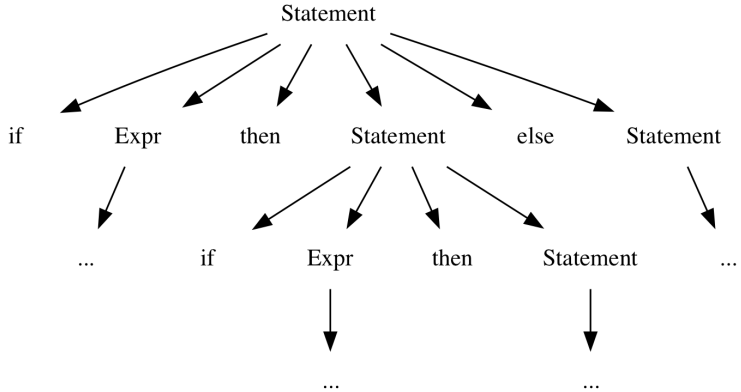 Statement
if Expr then Statement else Statement
... if Expr then Statement ...
... ...